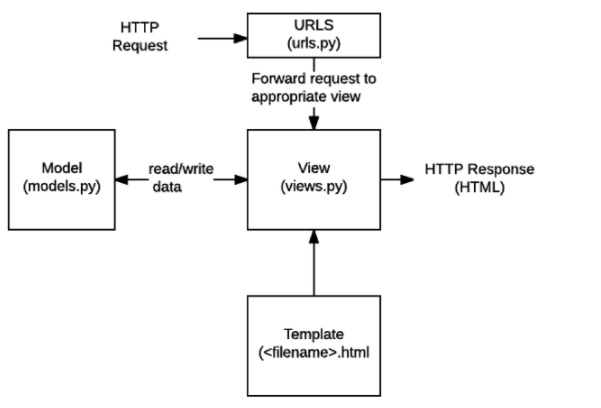 HTTP
Request
URLS
(urls.py)
Forward request to
appropriate view
Model
(models.py)
read/write
data
View
(views.py)
HTTP Response
(HTML)
Template
(<filename>.html